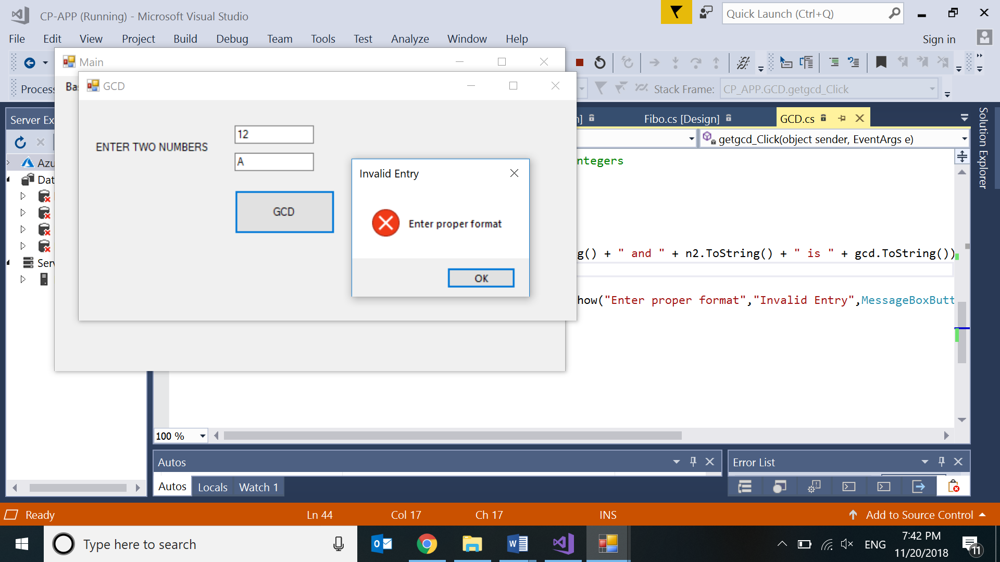 CP-APP (Running) - Microsoft Visual Studio
Quick Launch (Ctrl+Q)
File Edit View Project Build Debug Team Tools Test Analyze Window Help
Sign in
Main
Process
Stack Frame: CP_APP.GCD.getgcd_Click
Ba
GCD
Server Ex
Fibo.cs [Design]
GCD.cs
Solution Explorer
getgcd_Click(object sender, EventArgs e)
ENTER TWO NUMBERS
12
A
GCD
Invalid Entry
Enter proper format
OK
Azu
Dat
Serv
ntegers
g() + " and " + n2.ToString() + " is " + gcd.ToString())
how("Enter proper format","Invalid Entry",MessageBoxButt
100 %
Autos
Error List
Autos Locals Watch 1
Ready
Ln 44
Col 17
Ch 17
INS
Add to Source Control
Type here to search
ENG
7:42 PM
11/20/2018
11